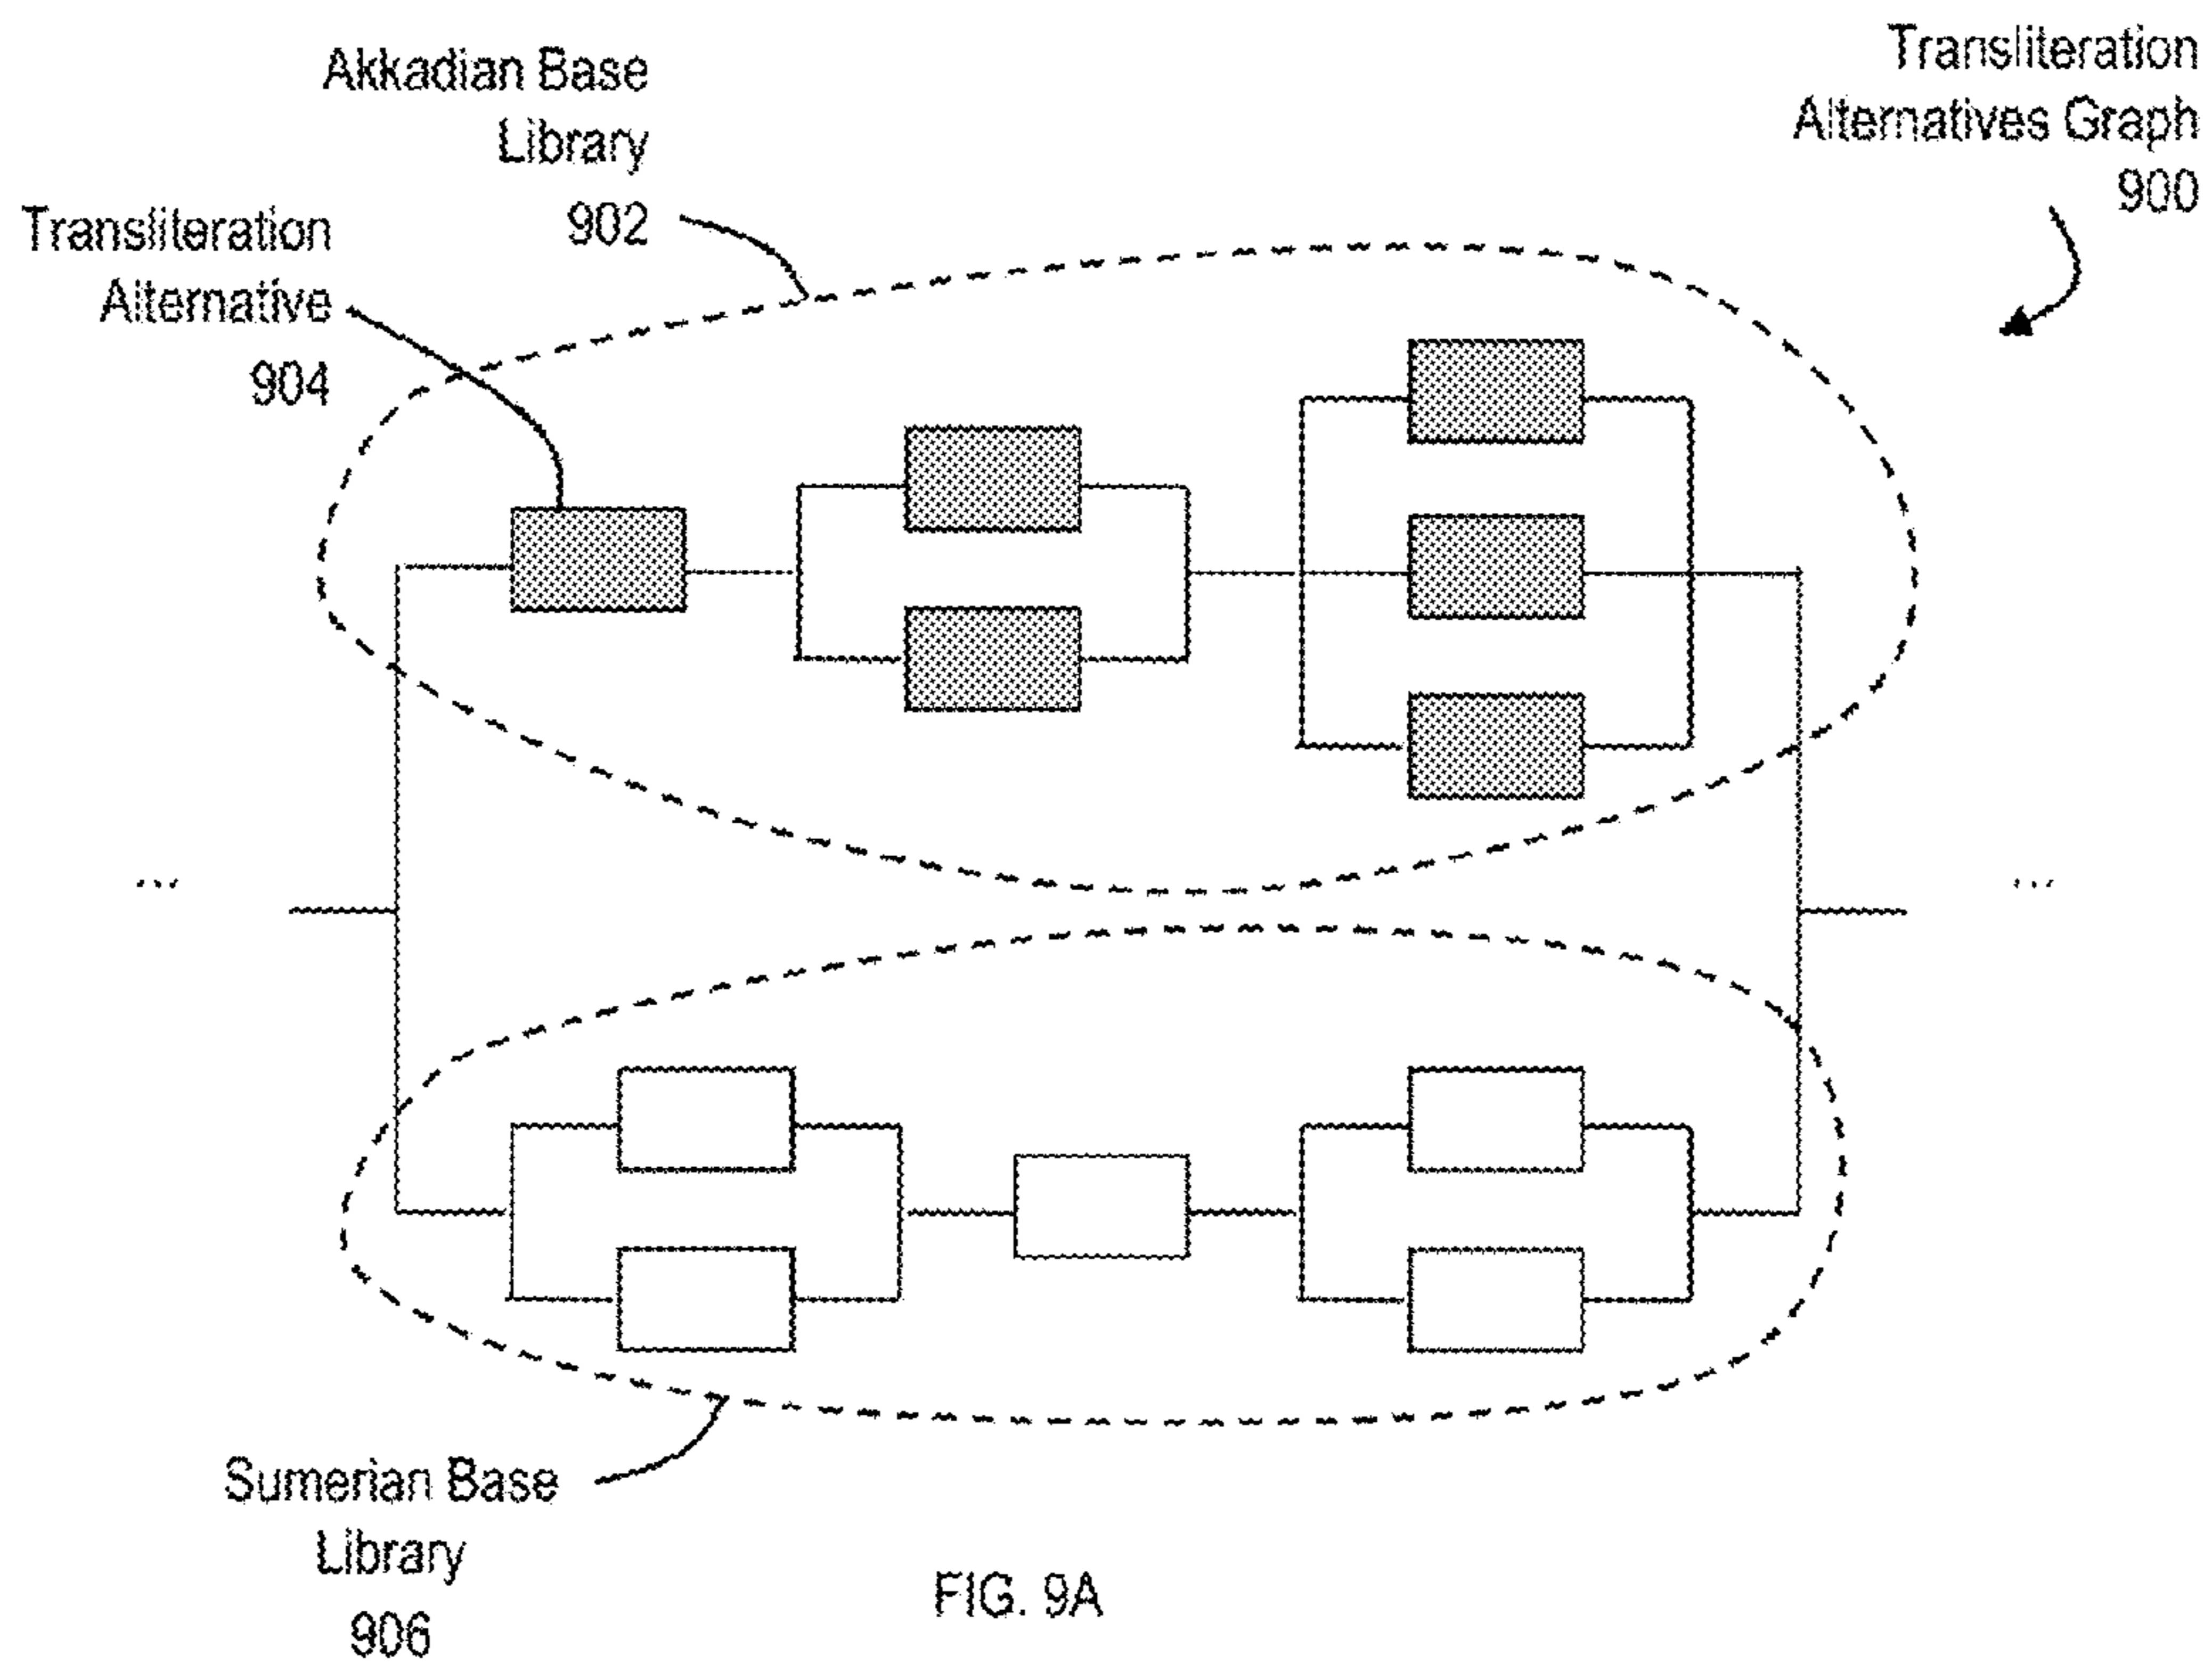 Transliteration
Alternatives Graph
900
Akkadian Base
Library
902
Transliteration
Alternative
904
...
...
Sumerian Base
Library
906
FIG. 9A